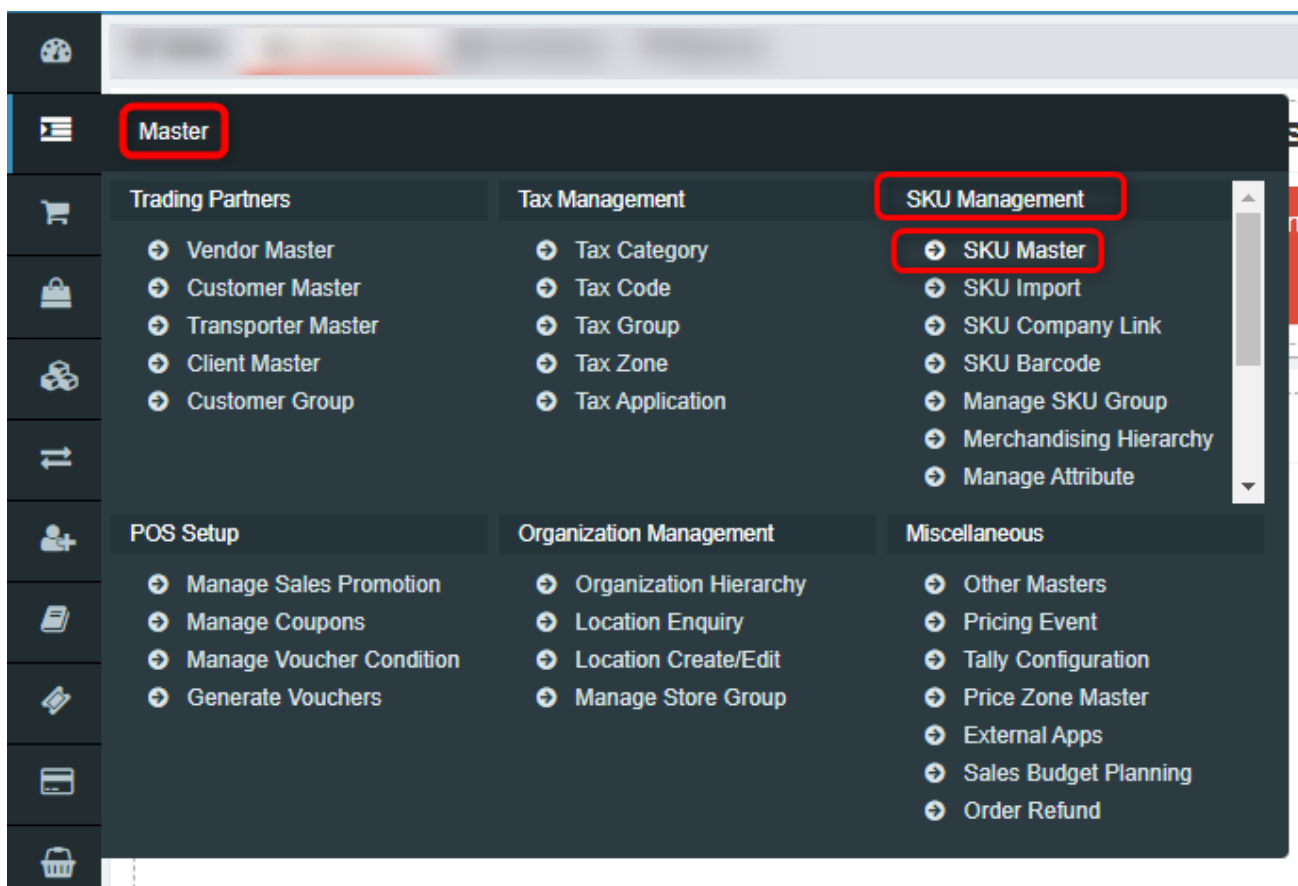 Master
Trading Partners
Vendor Master
Customer Master
Transporter Master
Client Master
Customer Group
Tax Management
Tax Category
Tax Code
Tax Group
Tax Zone
Tax Application
SKU Management
SKU Master
SKU Import
SKU Company Link
SKU Barcode
Manage SKU Group
Merchandising Hierarchy
Manage Attribute
POS Setup
Manage Sales Promotion
Manage Coupons
Manage Voucher Condition
Generate Vouchers
Organization Management
Organization Hierarchy
Location Enquiry
Location Create/Edit
Manage Store Group
Miscellaneous
Other Masters
Pricing Event
Tally Configuration
Price Zone Master
External Apps
Sales Budget Planning
Order Refund